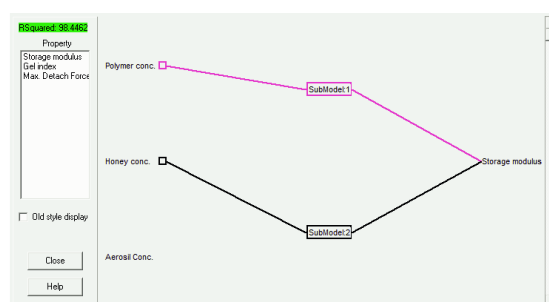 RSquared: 98.4462
Property
Storage modulus
Gel index
Max. Detach Force
Old style display
Close
Help
Polymer conc.
SubModel:1
Honey conc.
Storage modulus
SubModel:2
Aerosil Conc.